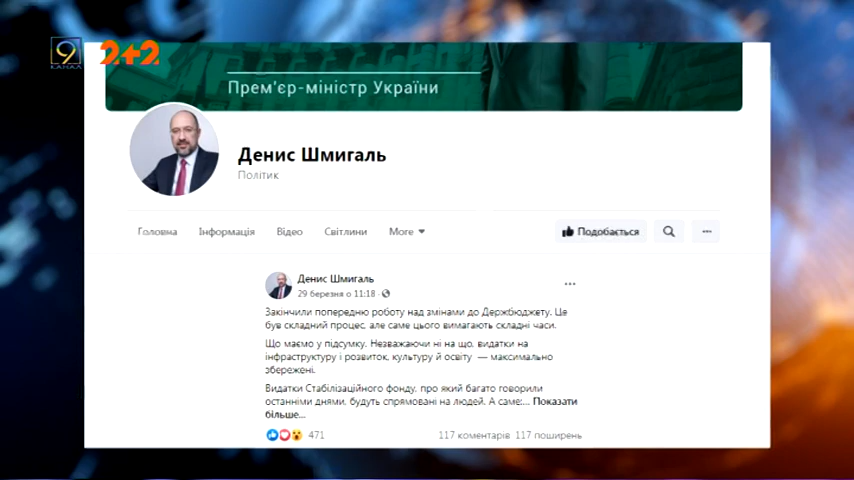 9
КАНАЛ
2+2
Прем'єр-міністр України
Денис Шмигаль
Політик
Головна
Інформація
Відео
Світлини
More
Подобається
Денис Шмигаль
29 березня о 11:18 ·
Закінчили попередню роботу над змінами до Держбюджету. Це
був складний процес, але саме цього вимагають складні часи.
Що маємо у підсумку. Незважаючи ні на що, видатки на
інфраструктуру і розвиток, культуру й освіту — максимально
збережені.
Видатки Стабілізаційного фонду, про який багато говорили
останніми днями, будуть спрямовані на людей. А саме:... Показати
більше...
471
117 коментарів 117 поширень